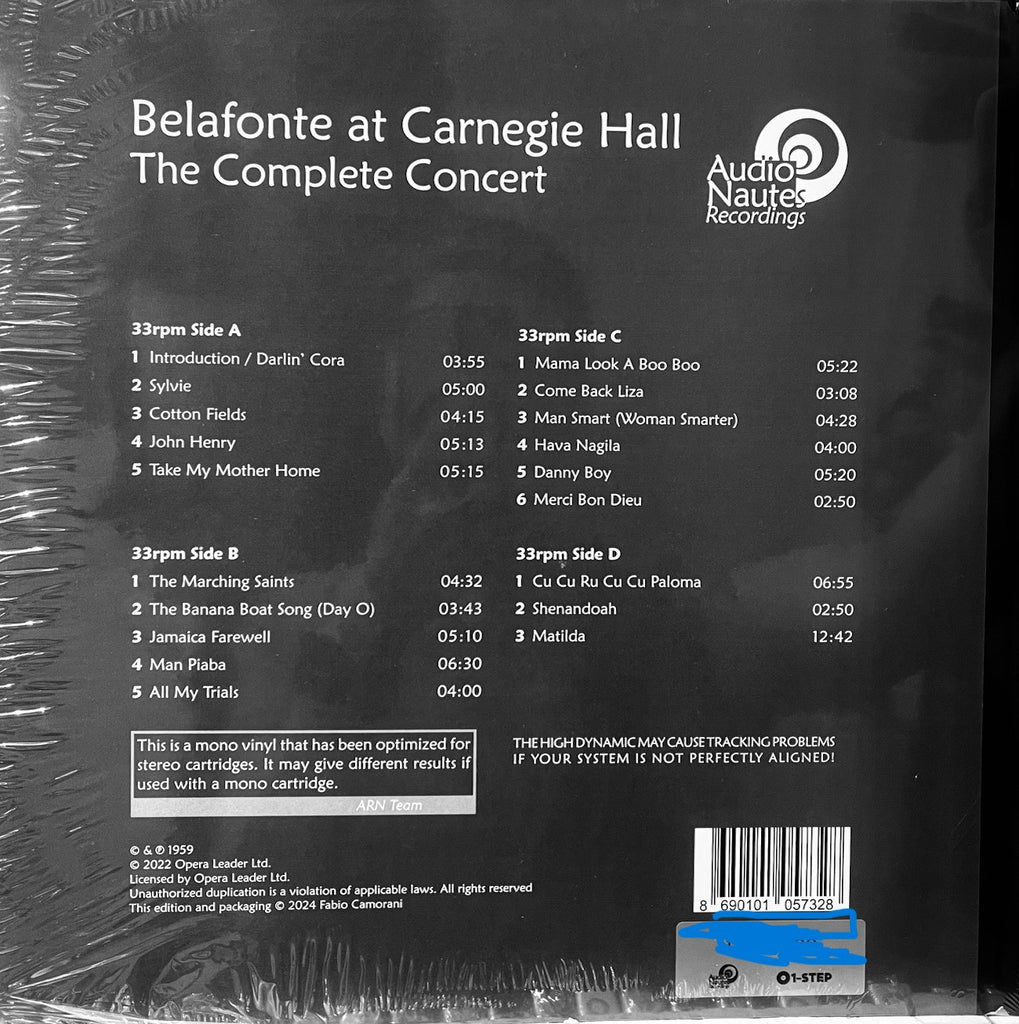 Belafonte at Carnegie Hall
The Complete Concert
Audio
Nautes
Recordings
33rpm Side A
1 Introduction / Darlin' Cora 03:55
2 Sylvie 05:00
3 Cotton Fields 04:15
4 John Henry 05:13
5 Take My Mother Home 05:15
33rpm Side B
1 The Marching Saints 04:32
2 The Banana Boat Song (Day O) 03:43
3 Jamaica Farewell 05:10
4 Man Piaba 06:30
5 All My Trials 04:00
33rpm Side C
1 Mama Look A Boo Boo 05:22
2 Come Back Liza 03:08
3 Man Smart (Woman Smarter) 04:28
4 Hava Nagila 04:00
5 Danny Boy 05:20
6 Merci Bon Dieu 02:50
33rpm Side D
1 Cu Cu Ru Cu Cu Paloma 06:55
2 Shenandoah 02:50
3 Matilda 12:42
This is a mono vinyl that has been optimized for
stereo cartridges. It may give different results if
used with a mono cartridge.
ARN Team
THE HIGH DYNAMIC MAY CAUSE TRACKING PROBLEMS
IF YOUR SYSTEM IS NOT PERFECTLY ALIGNED!
© & ℗ 1959
© 2022 Opera Leader Ltd.
Licensed by Opera Leader Ltd.
Unauthorized duplication is a violation of applicable laws. All rights reserved
This edition and packaging © 2024 Fabio Camorani
8 690101 057328
Audio
Nautes
1-STEP